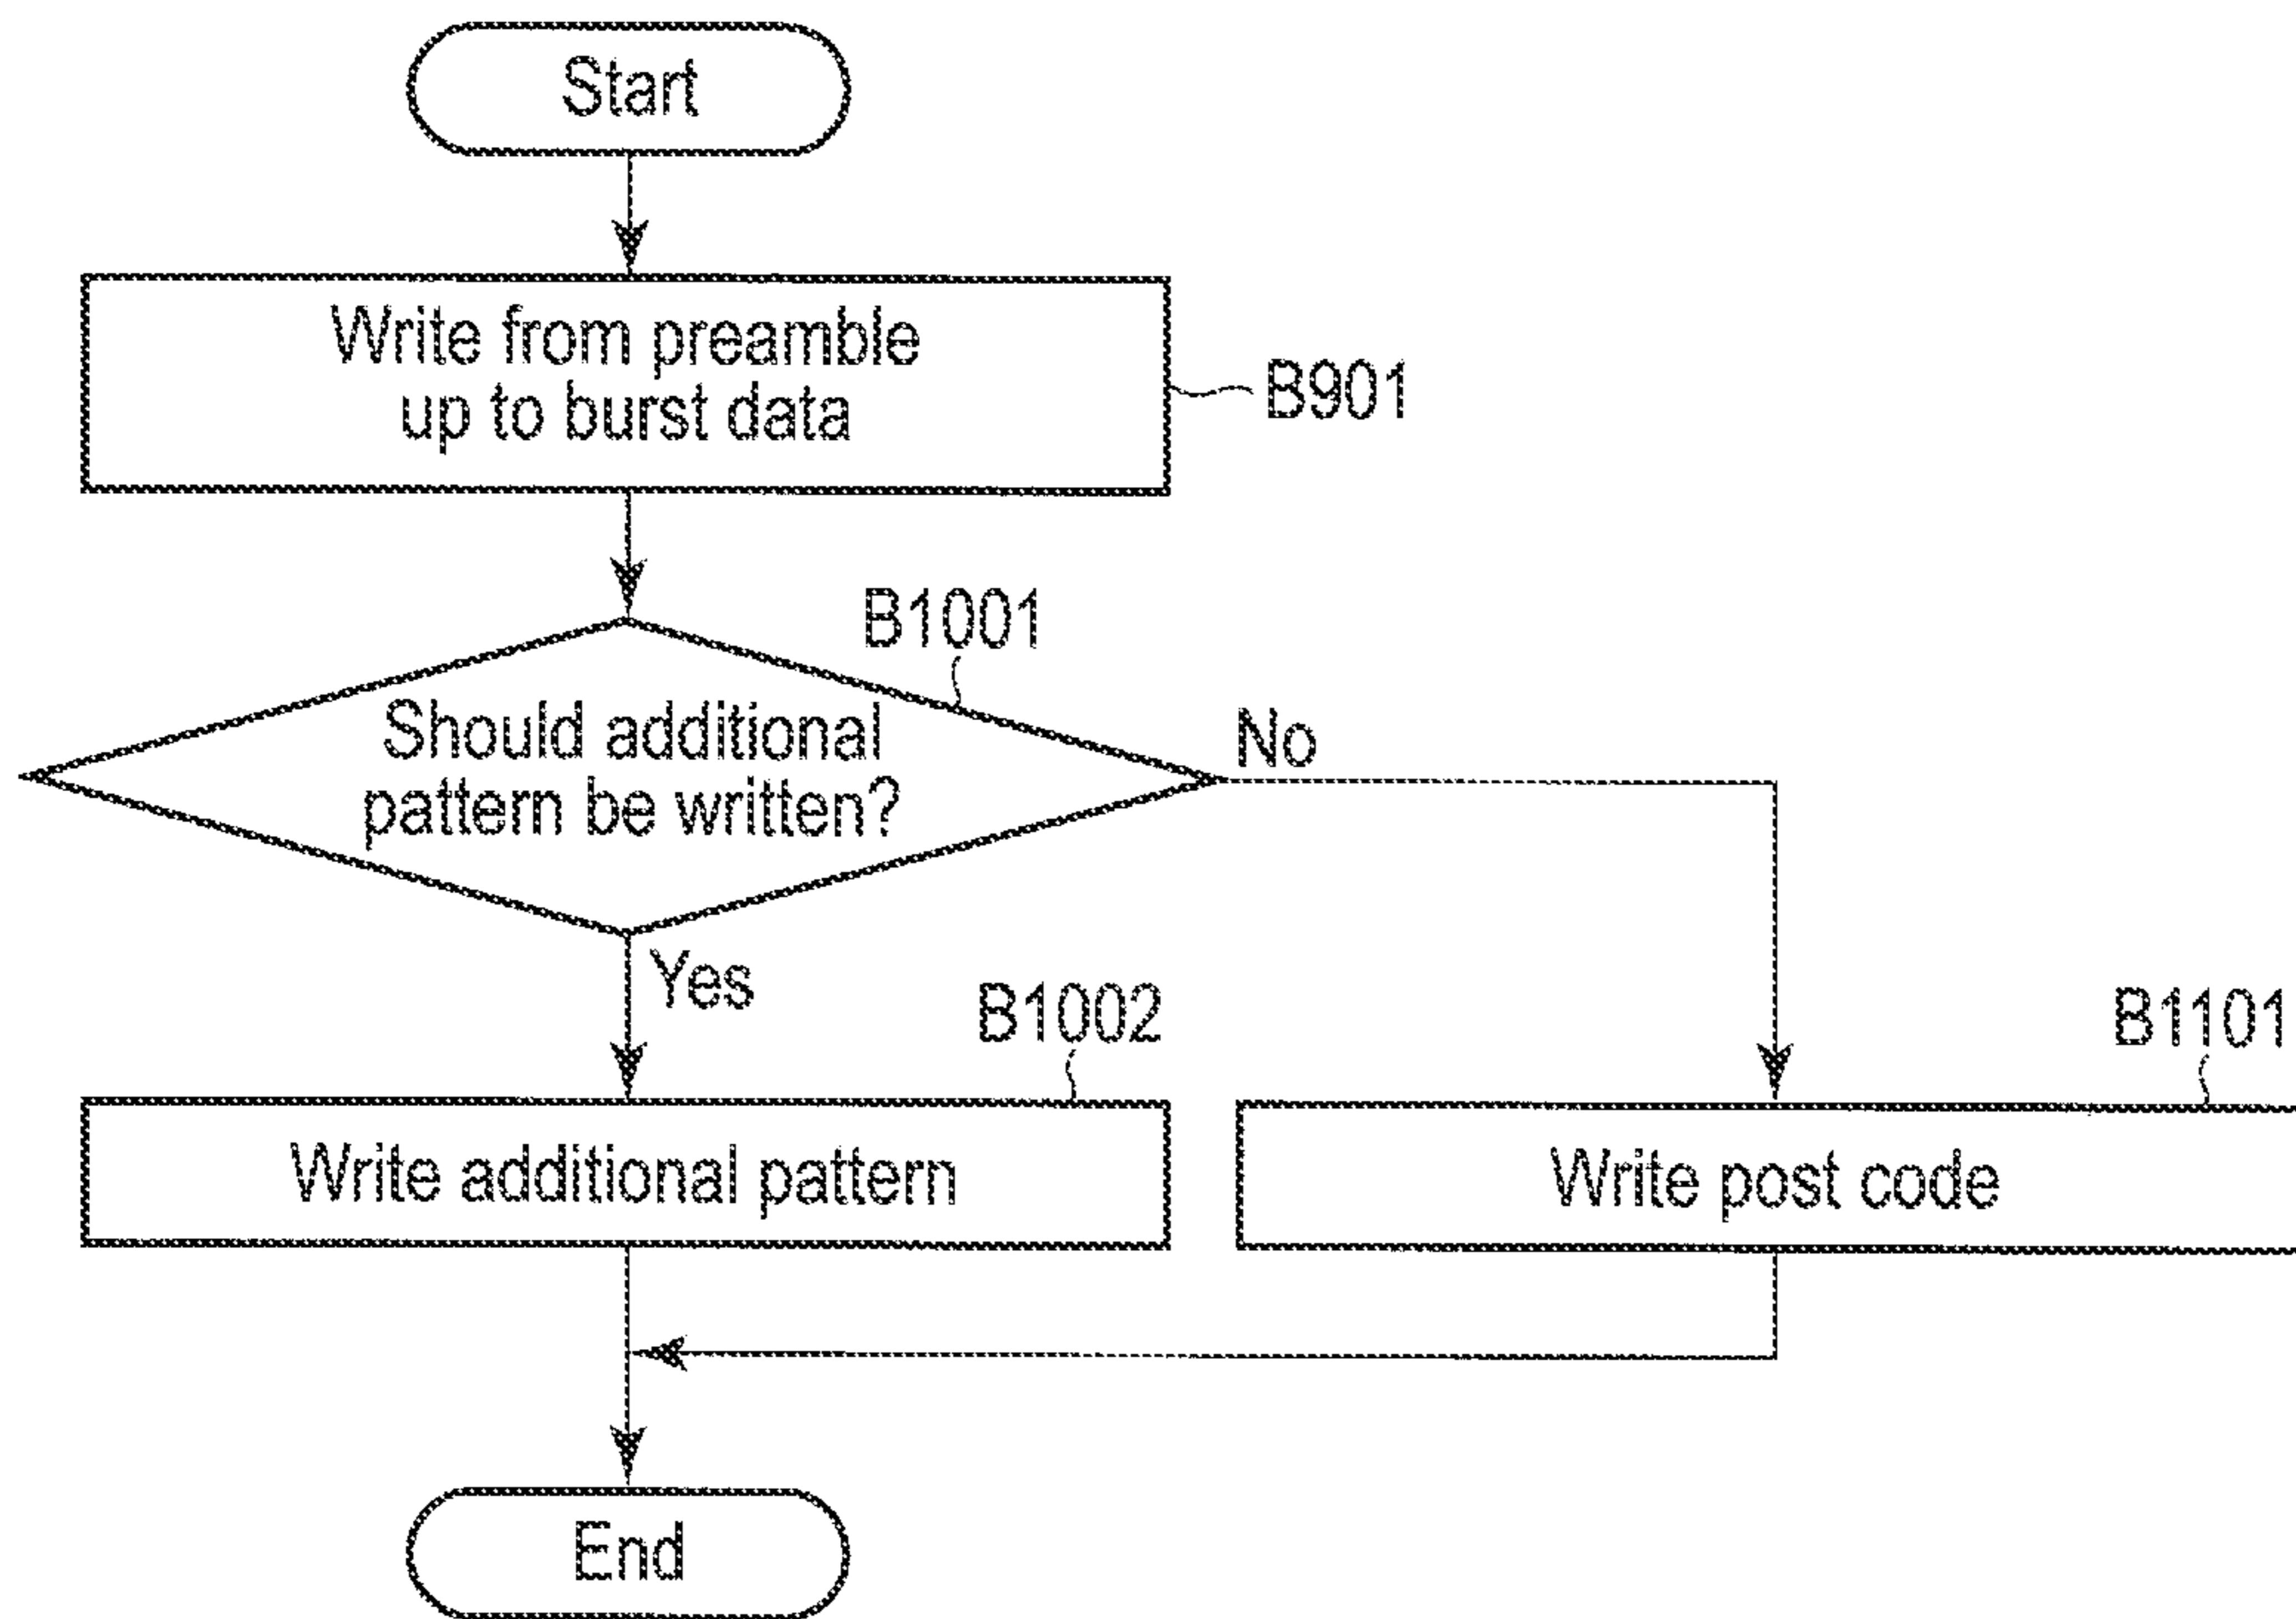 Start
Write from preamble
up to burst data
B901
B1001
Should additional
pattern be written?
No
Yes
B1002
B1101
Write additional pattern
Write post code
End